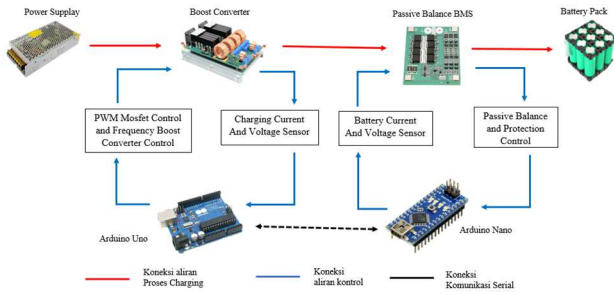 Power Supplay
Boost Converter
Passive Balance BMS
Battery Pack
PWM Mosfet Control
and Frequency Boost
Converter Control
Charging Current
And Voltage Sensor
Battery Current
And Voltage Sensor
Passive Balance
and Protection
Control
Arduino Uno
Arduino Nano
Koneksi aliran
Proses Charging
Koneksi
aliran kontrol
Koneksi
Komunikasi Serial